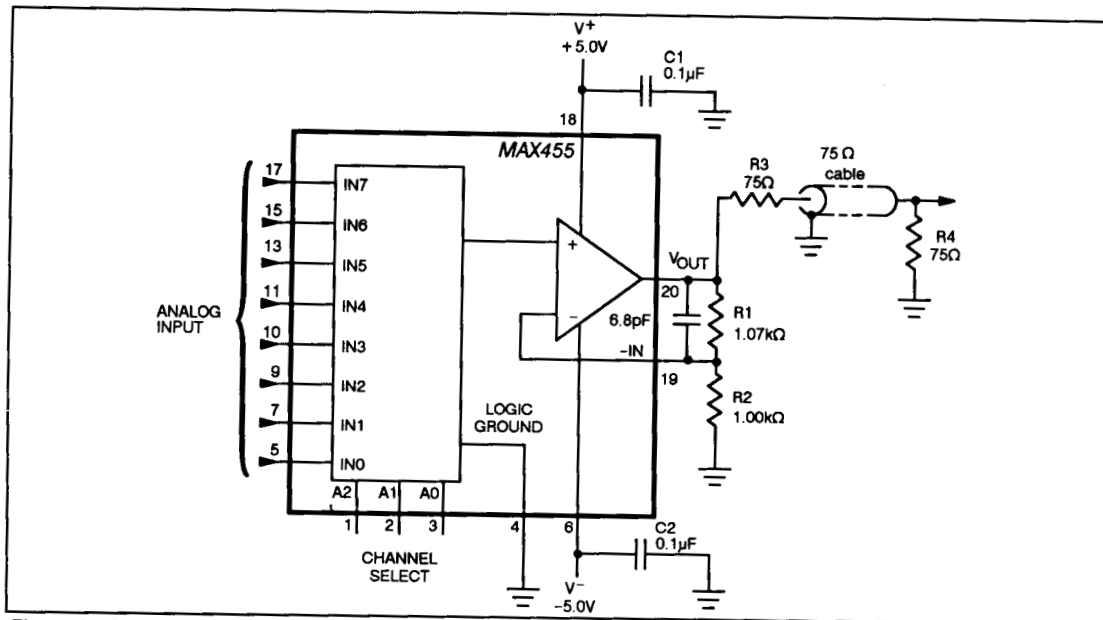 V+
+5.0V
C1
0.1µF
18
MAX455
R3
75Ω
75 Ω
cable
R4
75Ω
ANALOG
INPUT
17
IN7
15
IN6
13
IN5
11
IN4
10
IN3
9
IN2
7
IN1
5
IN0
+
−
VOUT
20
6.8pF
R1
1.07kΩ
–IN
19
R2
1.00kΩ
LOGIC
GROUND
A2
A1
A0
1
2
3
4
6
CHANNEL
SELECT
C2
0.1µF
V−
−5.0V